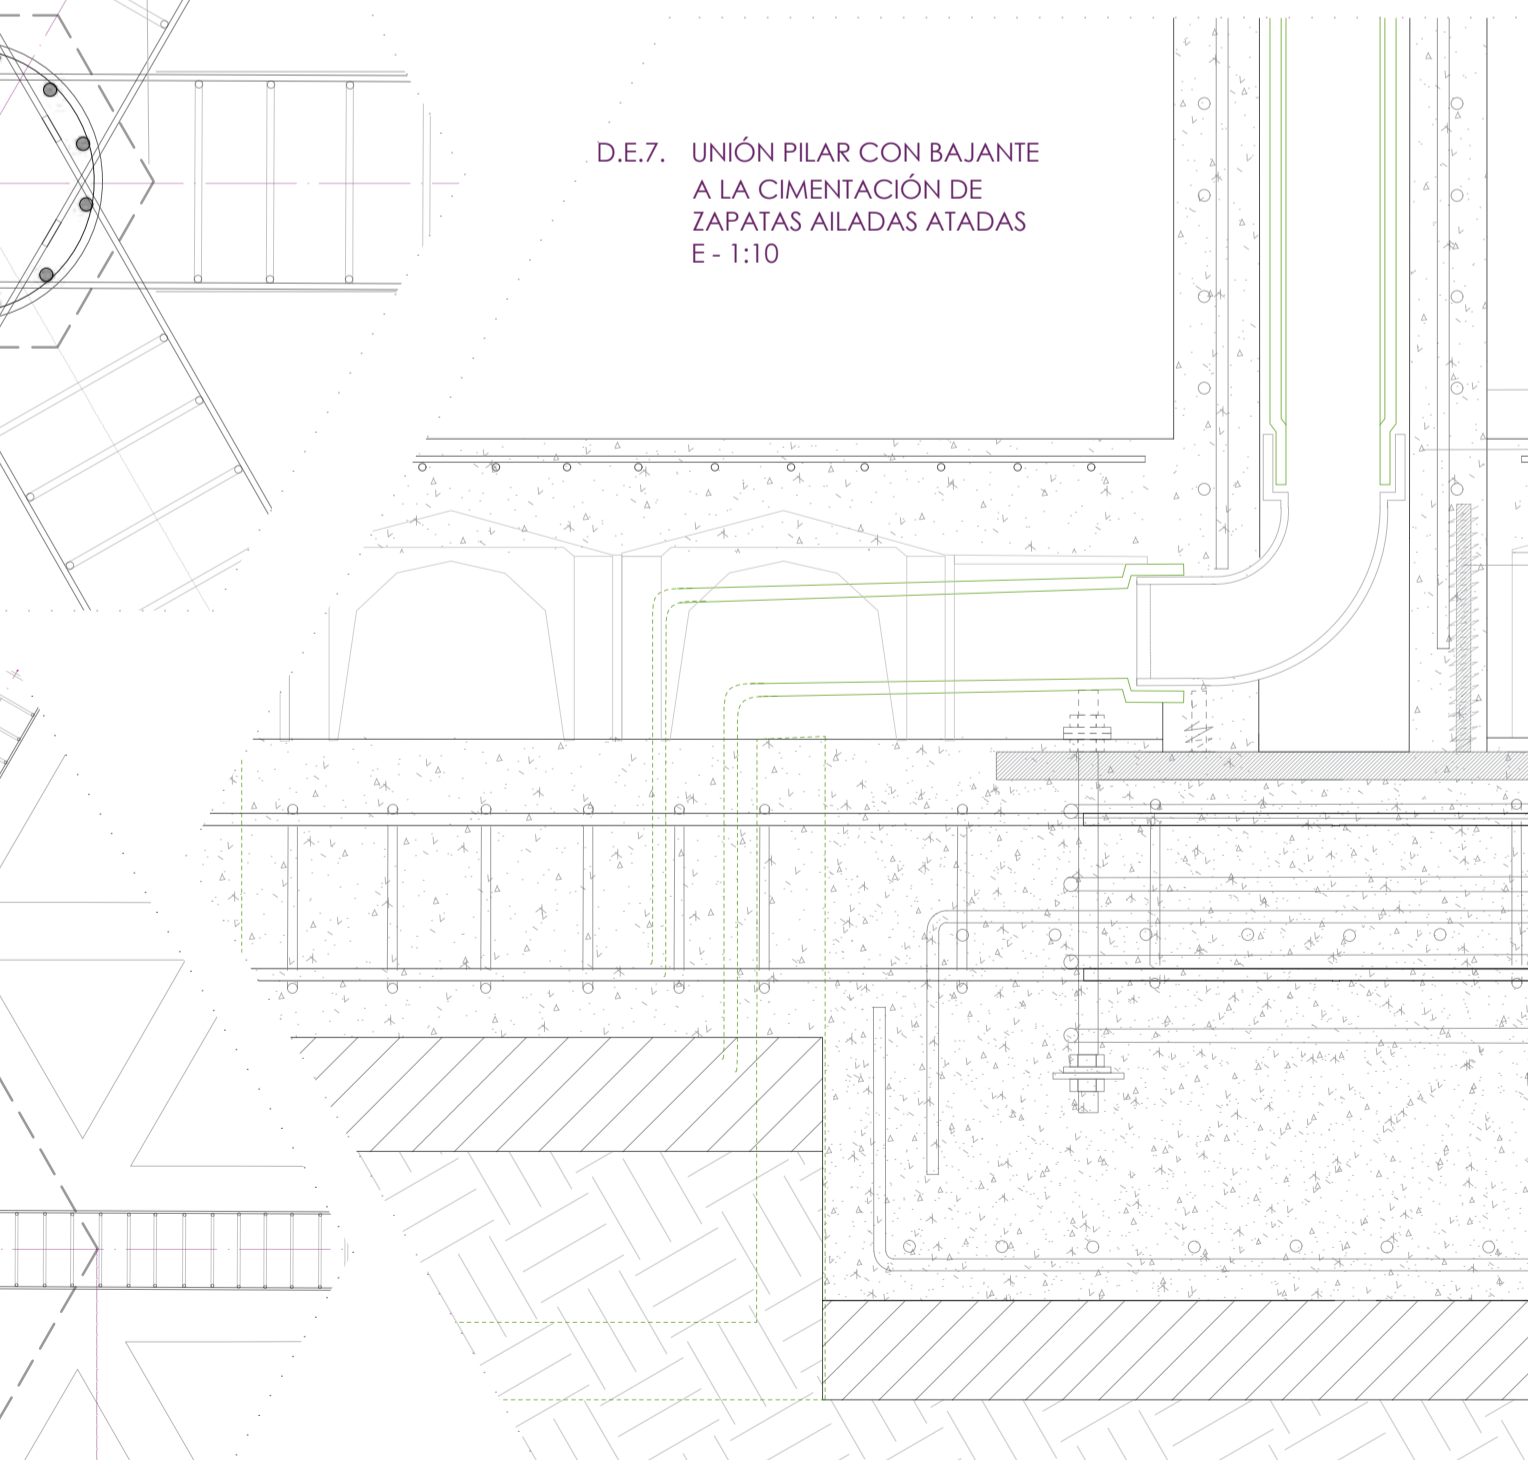 D.E.7. UNIÓN PILAR CON BAJANTE
A LA CIMENTACIÓN DE
ZAPATAS AILADAS ATADAS
E - 1:10